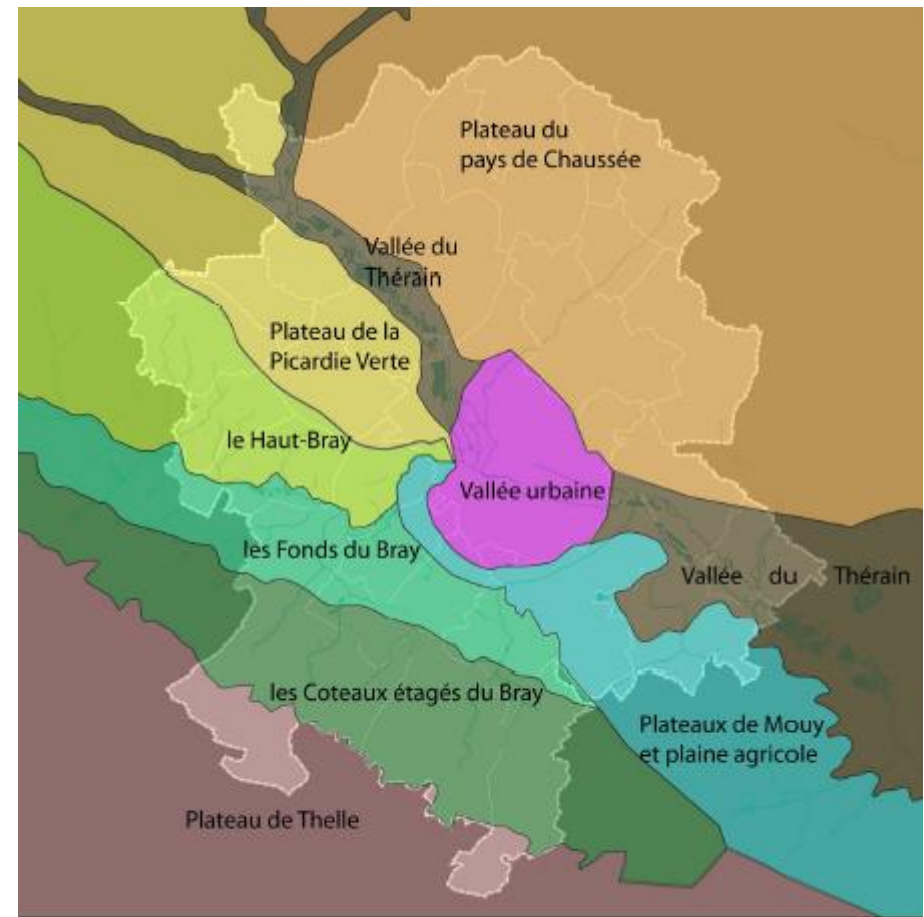 Plateau du
pays de Chaussée
Vallée du
Thérain
Plateau de la
Picardie Verte
le Haut-Bray
Vallée urbaine
les Fonds du Bray
Vallée du Thérain
les Coteaux étagés du Bray
Plateaux de Mouy
et plaine agricole
Plateau de Thelle